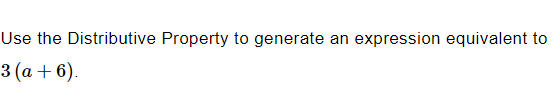 Use the Distributive Property to generate an expression equivalent to
3 (a + 6).